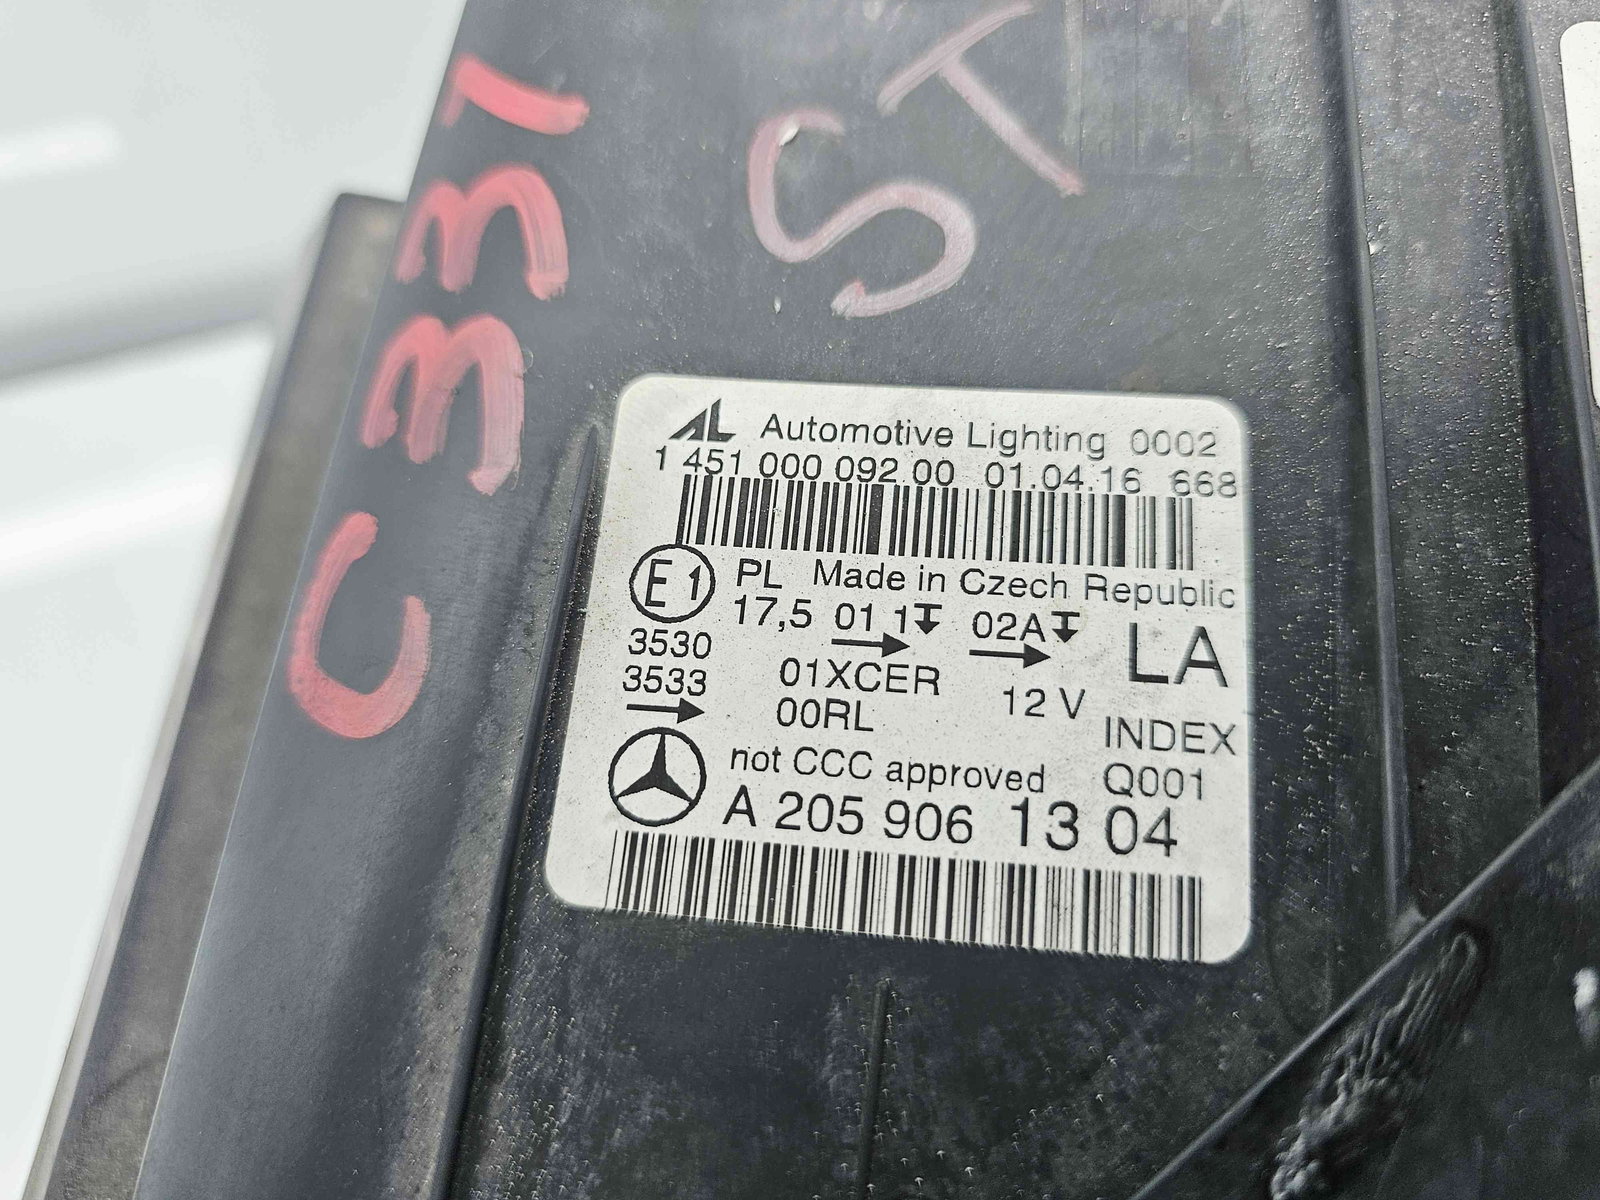 C331
ST
AL Automotive Lighting 0002
1 451 000 092.00 01.04.16 668
E1 PL Made in Czech Republic
17,5 01 1 02A
3530
3533
01XCER
12 V
LA
00RL
INDEX
not CCC approved Q001
A 205 906 13 04